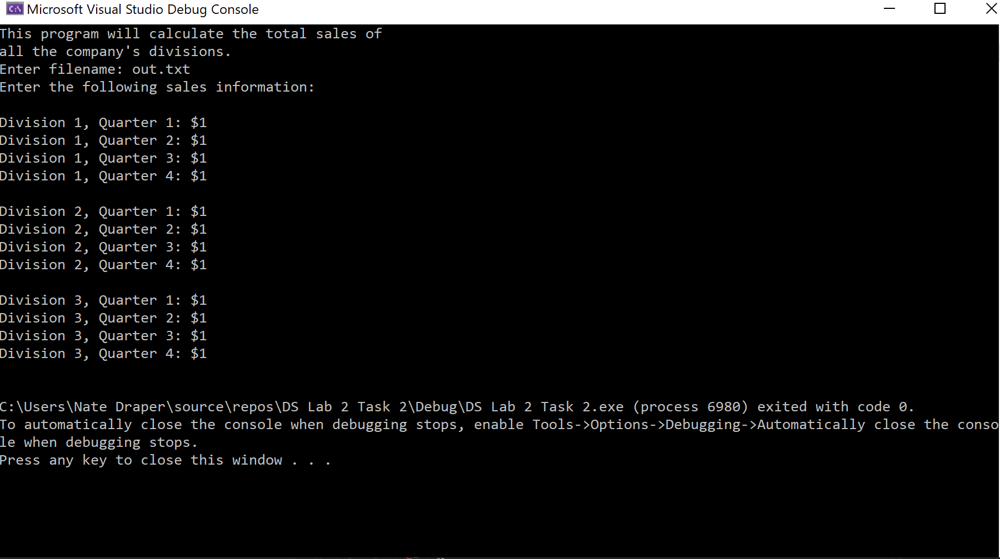 Microsoft Visual Studio Debug Console
This program will calculate the total sales of
all the company's divisions.
Enter filename: out.txt
Enter the following sales information:
Division 1, Quarter 1: $1
Division 1, Quarter 2: $1
Division 1, Quarter 3: $1
Division 1, Quarter 4: $1
Division 2, Quarter 1: $1
Division 2, Quarter 2: $1
Division 2, Quarter 3: $1
Division 2, Quarter 4: $1
Division 3, Quarter 1: $1
Division 3, Quarter 2: $1
Division 3, Quarter 3: $1
Division 3, Quarter 4: $1
C:\Users\Nate Draper\source\repos\DS Lab 2 Task 2\Debug\DS Lab 2 Task 2.exe (process 6980) exited with code 0.
To automatically close the console when debugging stops, enable Tools->Options->Debugging->Automatically close the conso
le when debugging stops.
Press any key to close this window . . .